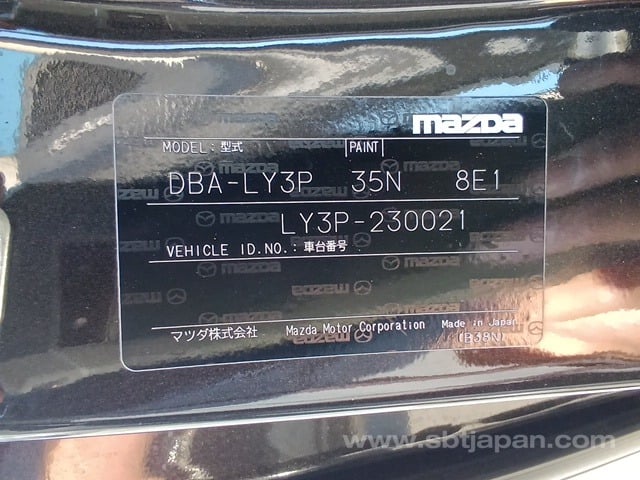 mazda
MODEL:型式 PAINT
DBA-LY3P 35N 8E1
LY3P-230021
VEHICLE ID.NO.:車台番号
マツダ株式会社 Mazda Motor Corporation Made in Japan
(B38N)
www.sbtjapan.com